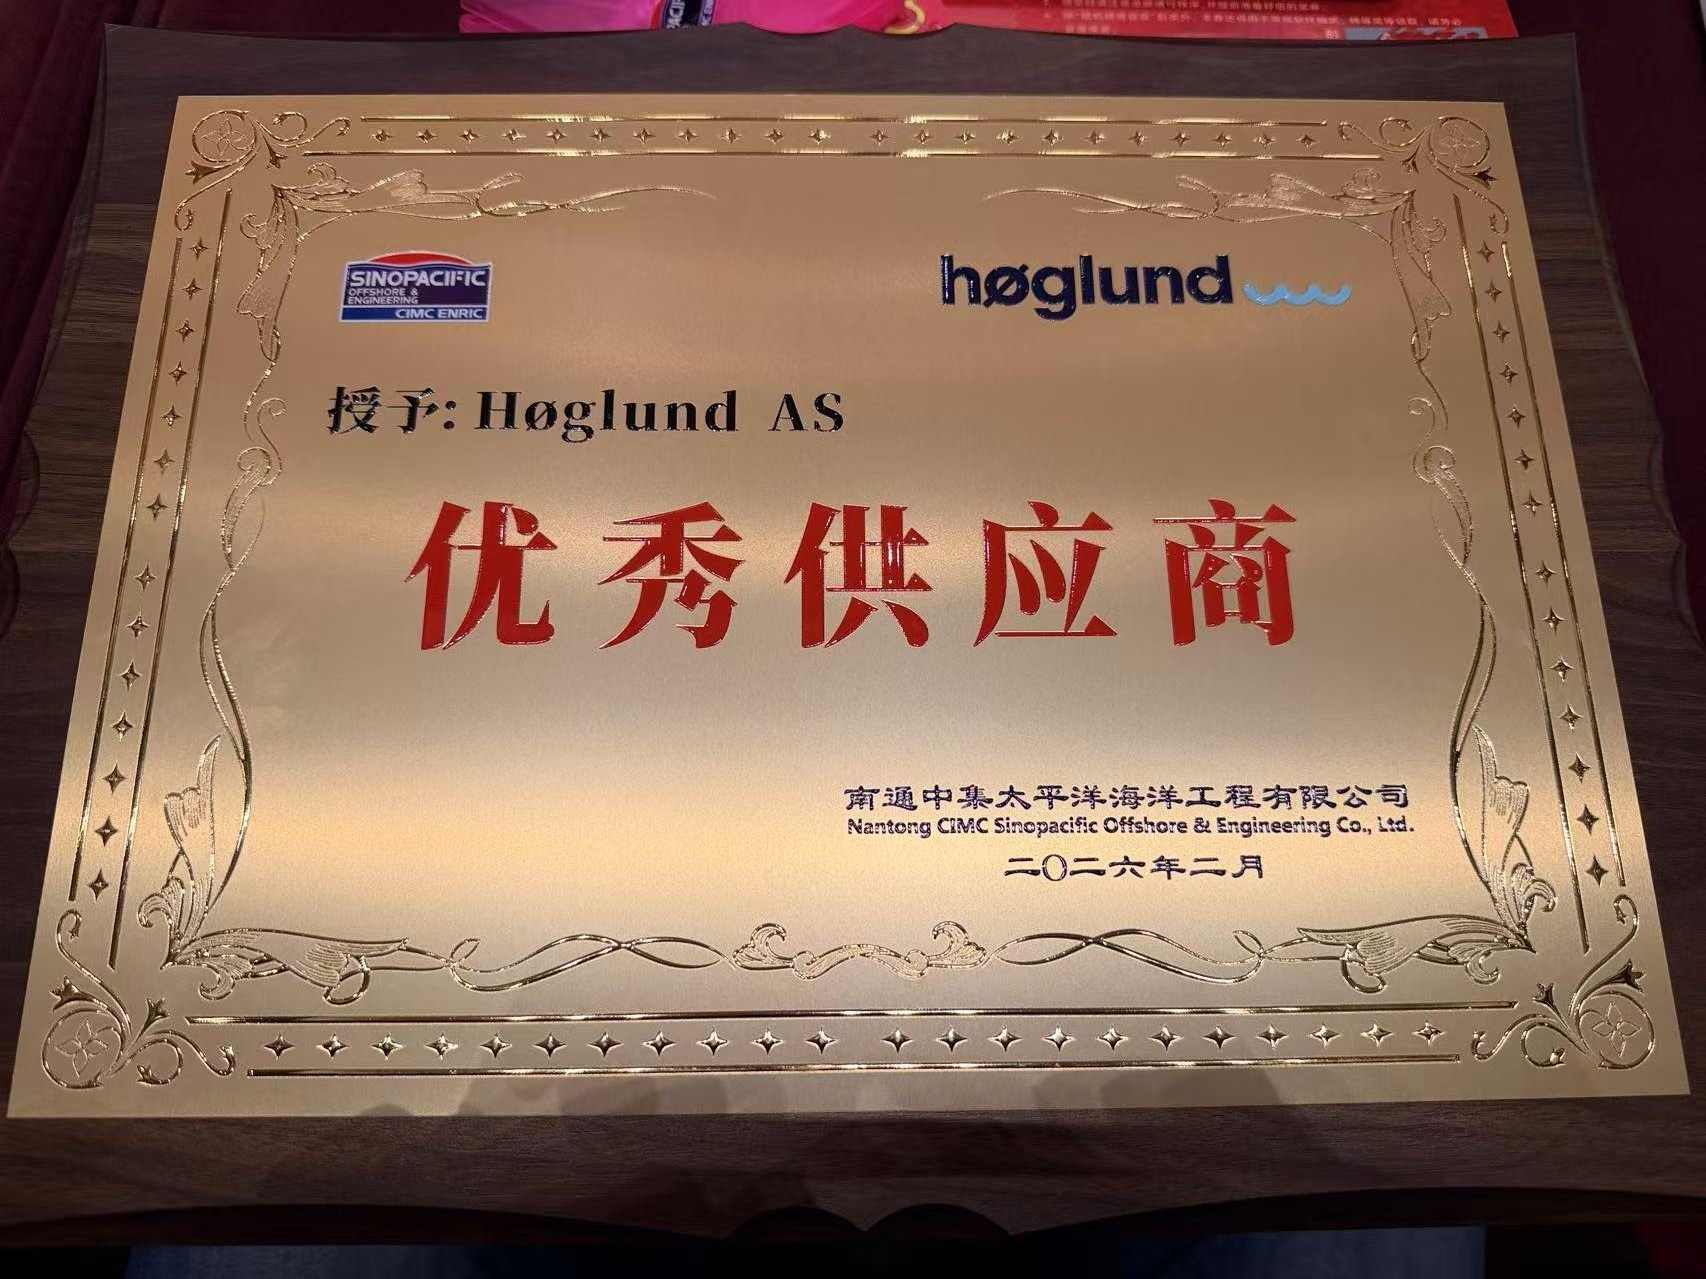 SINOPACIFIC
OFFSHORE &
ENGINEERING
CIMC ENRIC
høglund
授予: Høglund AS
优秀供应商
南通中集太平洋海洋工程有限公司
Nantong CIMC Sinopacific Offshore & Engineering Co., Ltd.
二〇二六年二月